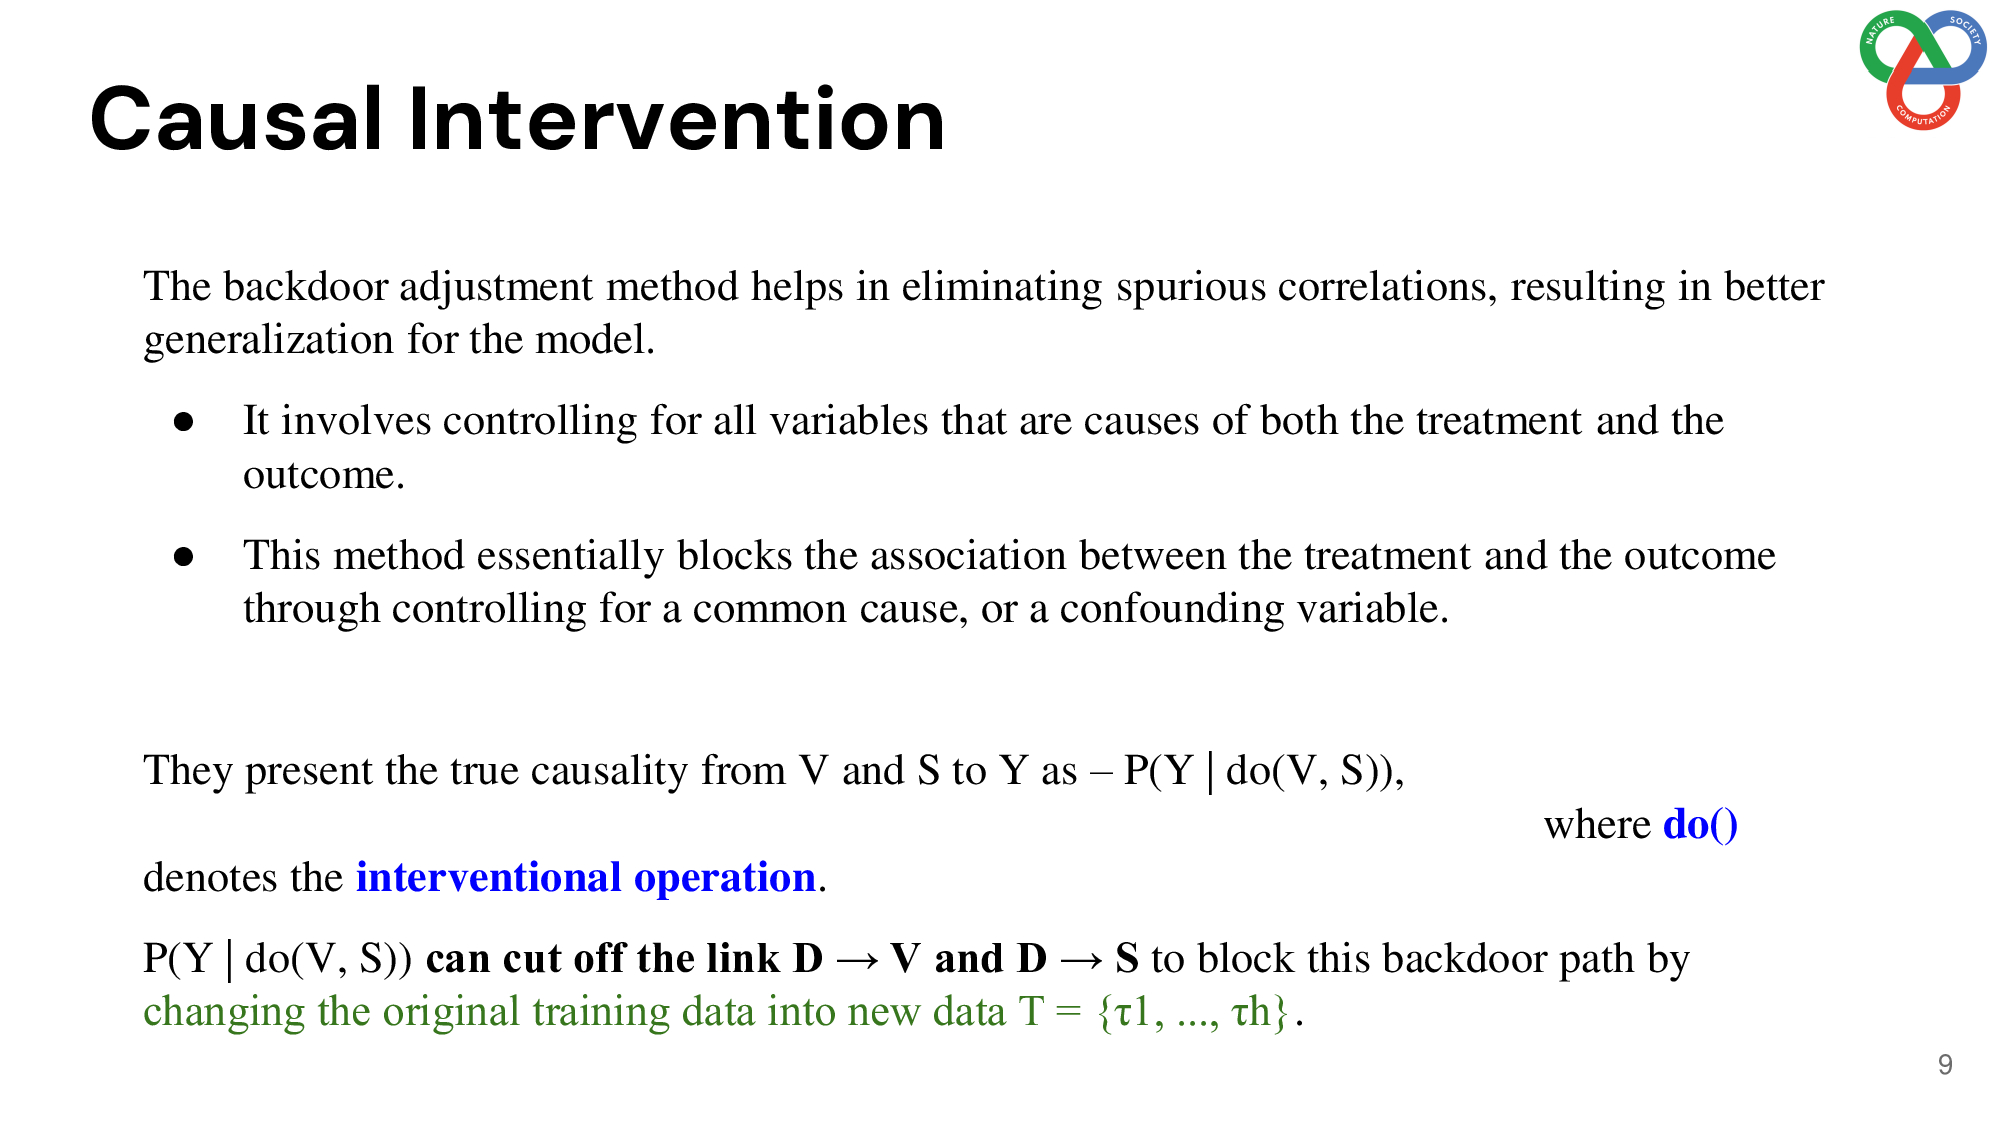 NATURE
SOCIETY
COMPUTATION
Causal Intervention
The backdoor adjustment method helps in eliminating spurious correlations, resulting in better
generalization for the model.
● It involves controlling for all variables that are causes of both the treatment and the
outcome.
● This method essentially blocks the association between the treatment and the outcome
through controlling for a common cause, or a confounding variable.
They present the true causality from V and S to Y as – P(Y | do(V, S)),
where do()
denotes the interventional operation.
P(Y | do(V, S)) can cut off the link D → V and D → S to block this backdoor path by
changing the original training data into new data T = {τ1, ..., τh}.
9